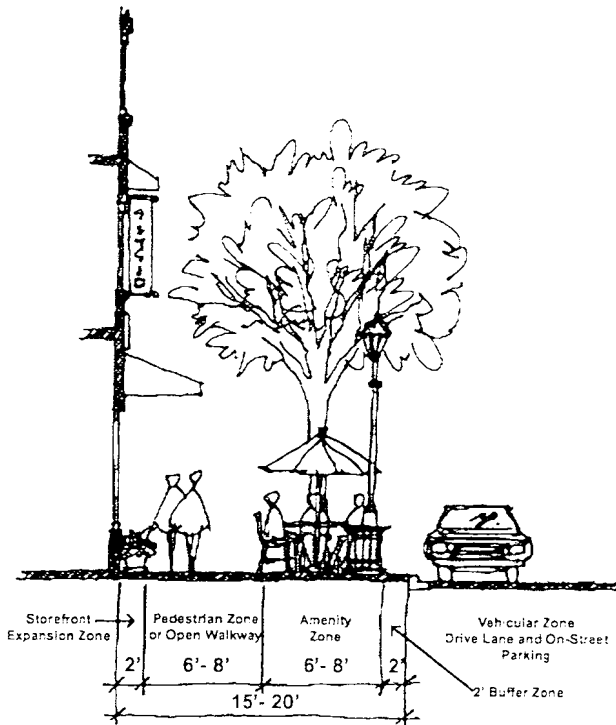 Storefront
Expansion Zone
Pedestrian Zone
or Open Walkway
Amenity
Zone
Vehicular Zone
Drive Lane and On-Street
Parking
2'
6'- 8'
6'- 8'
2'
2' Buffer Zone
15'- 20'